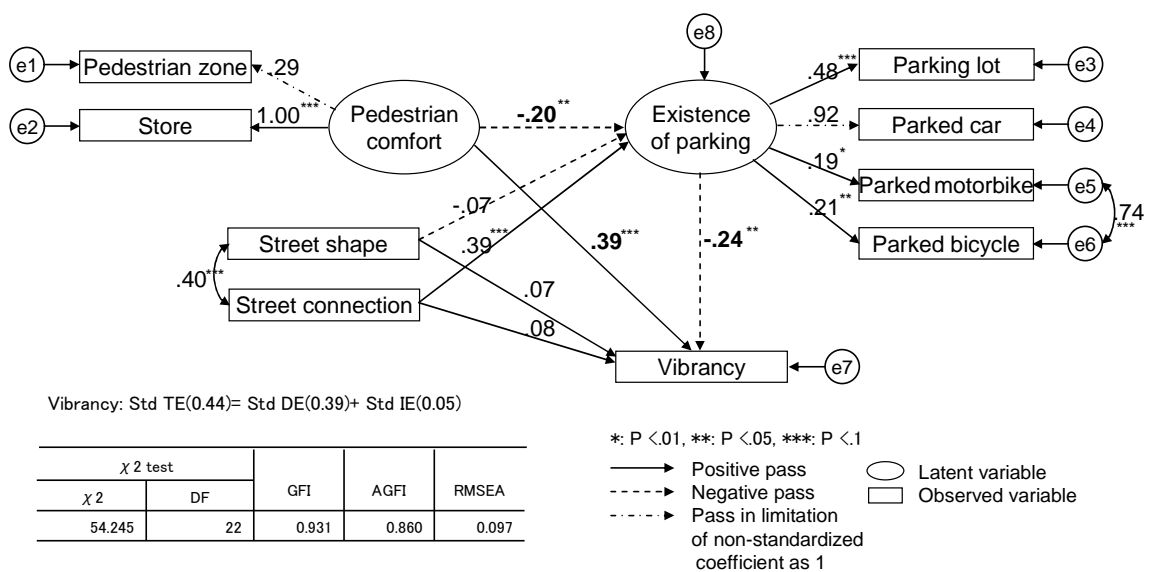 e8
e1
Pedestrian zone
.29
e2
Store
1.00***
Pedestrian
comfort
-.20**
Existence
of parking
.48***
Parking lot
e3
.92
Parked car
e4
.19*
Parked motorbike
e5
.21**
Parked bicycle
e6
.74
***
-.07
.39***
.39***
-.24**
Street shape
.40***
Street connection
.07
.08
Vibrancy
e7
Vibrancy: Std TE(0.44)= Std DE(0.39)+ Std IE(0.05)
χ2 test
GFI
AGFI
RMSEA
χ2
DF
54.245
22
0.931
0.860
0.097
*: P <.01, **: P <.05, ***: P <.1
Positive pass
Negative pass
Pass in limitation
of non-standardized
coefficient as 1
Latent variable
Observed variable